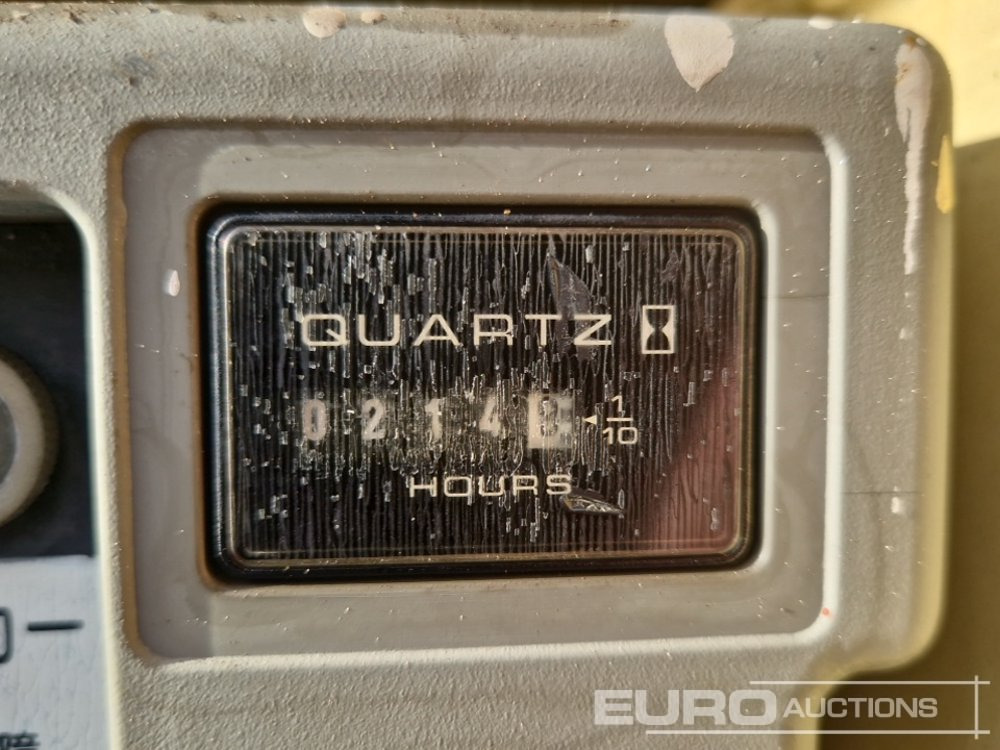 QUARTZ
0214
1/10
HOURS
EURO AUCTIONS